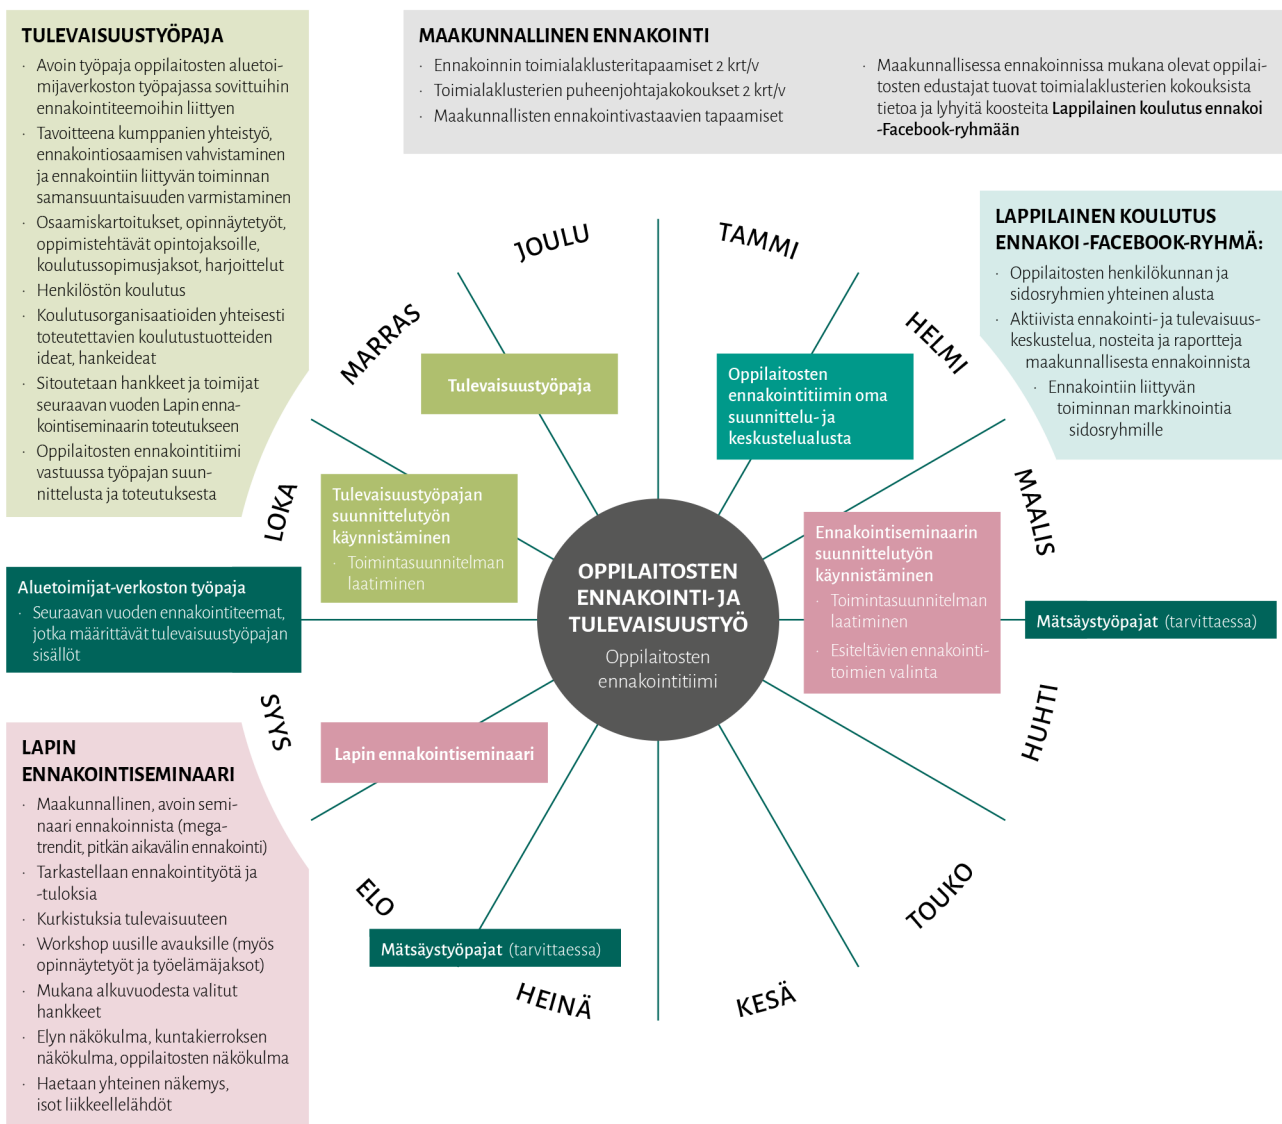 TULEVAISUUSTYÖPAJA
· Avoin työpaja oppilaitosten aluetoi-
mijaverkoston työpajassa sovittuihin
ennakointiteemoihin liittyen
· Tavoitteena kumppanien yhteistyö,
ennakointiosaamisen vahvistaminen
ja ennakointiin liittyvän toiminnan
samansuuntaisuuden varmistaminen
· Osaamiskartoitukset, opinnäytetyöt,
oppimistehtävät opintojaksoille,
koulutussopimusjaksot, harjoittelut
· Henkilöstön koulutus
· Koulutusorganisaatioiden yhteisesti
toteutettavien koulutustuotteiden
ideat, hankeideat
· Sitoutetaan hankkeet ja toimijat
seuraavan vuoden Lapin enna-
kointiseminaarin toteutukseen
· Oppilaitosten ennakointitiimi
vastuussa työpajan suun-
nittelusta ja toteutuksesta
MAAKUNNALLINEN ENNAKOINTI
· Ennakoinnin toimialaklusteritapaamiset 2 krt/v
· Toimialaklusterien puheenjohtajakokoukset 2 krt/v
· Maakunnallisten ennakointivastaavien tapaamiset
· Maakunnallisessa ennakoinnissa mukana olevat oppilai-
tosten edustajat tuovat toimialaklusterien kokouksista
tietoa ja lyhyitä koosteita Lappilainen koulutus ennakoi
-Facebook-ryhmään
LAPPILAINEN KOULUTUS
ENNAKOI -FACEBOOK-RYHMÄ:
· Oppilaitosten henkilökunnan ja
sidosryhmien yhteinen alusta
· Aktiivista ennakointi- ja tulevaisuus-
keskustelua, nosteita ja raportteja
maakunnallisesta ennakoinnista
· Ennakointiin liittyvän
toiminnan markkinointia
sidosryhmille
TAMMI
HELMI
MAALIS
HUHTI
TOUKO
KESÄ
HEINÄ
ELO
SYYS
LOKA
MARRAS
JOULU
Tulevaisuustyöpaja
Oppilaitosten
ennakointitiimin oma
suunnittelu- ja
keskustelualusta
Tulevaisuustyöpajan
suunnittelutyön
käynnistäminen
· Toimintasuunnitelman
laatiminen
Ennakointiseminaarin
suunnittelutyön
käynnistäminen
· Toimintasuunnitelman
laatiminen
· Esiteltävien ennakointi-
toimien valinta
OPPILAITOSTEN
ENNAKOINTI- JA
TULEVAISUUSTYÖ
Oppilaitosten
ennakointitiimi
Aluetoimijat-verkoston työpaja
· Seuraavan vuoden ennakointiteemat,
jotka määrittävät tulevaisuustyöpajan
sisällöt
Mätsäystyöpajat (tarvittaessa)
Lapin ennakointiseminaari
Mätsäystyöpajat (tarvittaessa)
LAPIN
ENNAKOINTISEMINAARI
· Maakunnallinen, avoin semi-
naari ennakoinnista (mega-
trendit, pitkän aikavälin ennakointi)
· Tarkastellaan ennakointityötä ja
-tuloksia
· Kurkistuksia tulevaisuuteen
· Workshop uusille avauksille (myös
opinnäytetyöt ja työelämäjaksot)
· Mukana alkuvuodesta valitut
hankkeet
· Elyn näkökulma, kuntakierroksen
näkökulma, oppilaitosten näkökulma
· Haetaan yhteinen näkemys,
isot liikkeellelähdöt